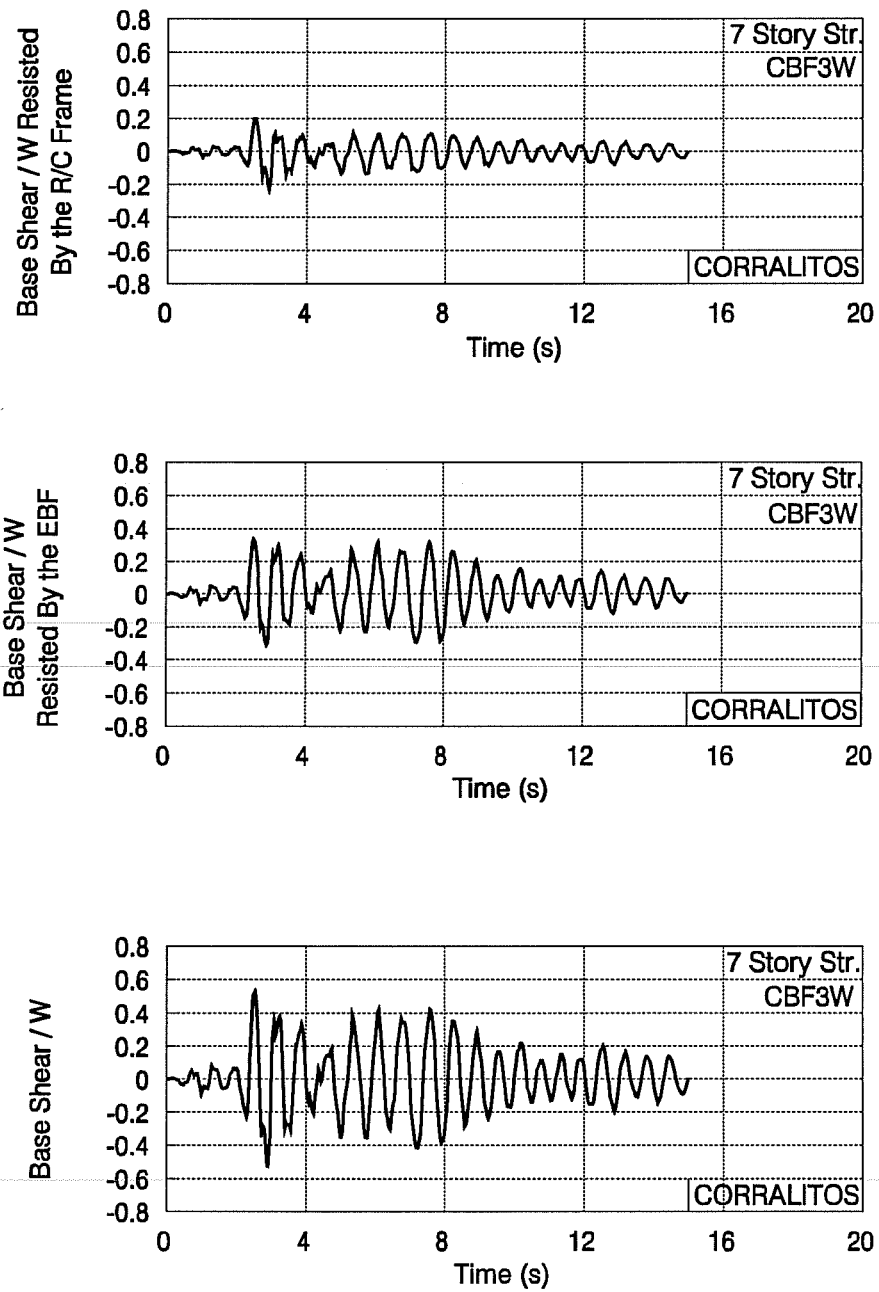 Base Shear / W Resisted
By the R/C Frame
0.8
0.6
0.4
0.2
0
-0.2
-0.4
-0.6
-0.8
7 Story Str.
CBF3W
CORRALITOS
0 4 8 12 16 20
Time (s)
Base Shear / W
Resisted By the EBF
0.8
0.6
0.4
0.2
0
-0.2
-0.4
-0.6
-0.8
7 Story Str.
CBF3W
CORRALITOS
0 4 8 12 16 20
Time (s)
Base Shear / W
0.8
0.6
0.4
0.2
0
-0.2
-0.4
-0.6
-0.8
7 Story Str.
CBF3W
CORRALITOS
0 4 8 12 16 20
Time (s)